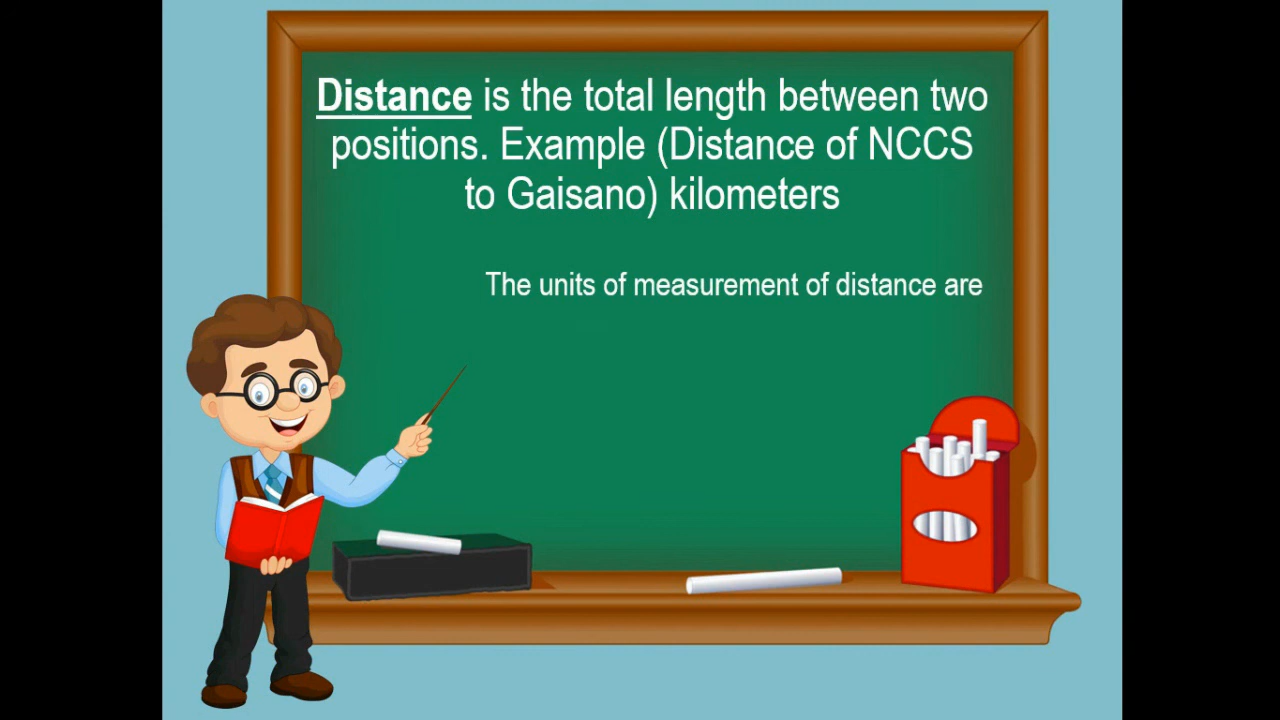 Distance is the total length between two
positions. Example (Distance of NCCS
to Gaisano) kilometers
The units of measurement of distance are